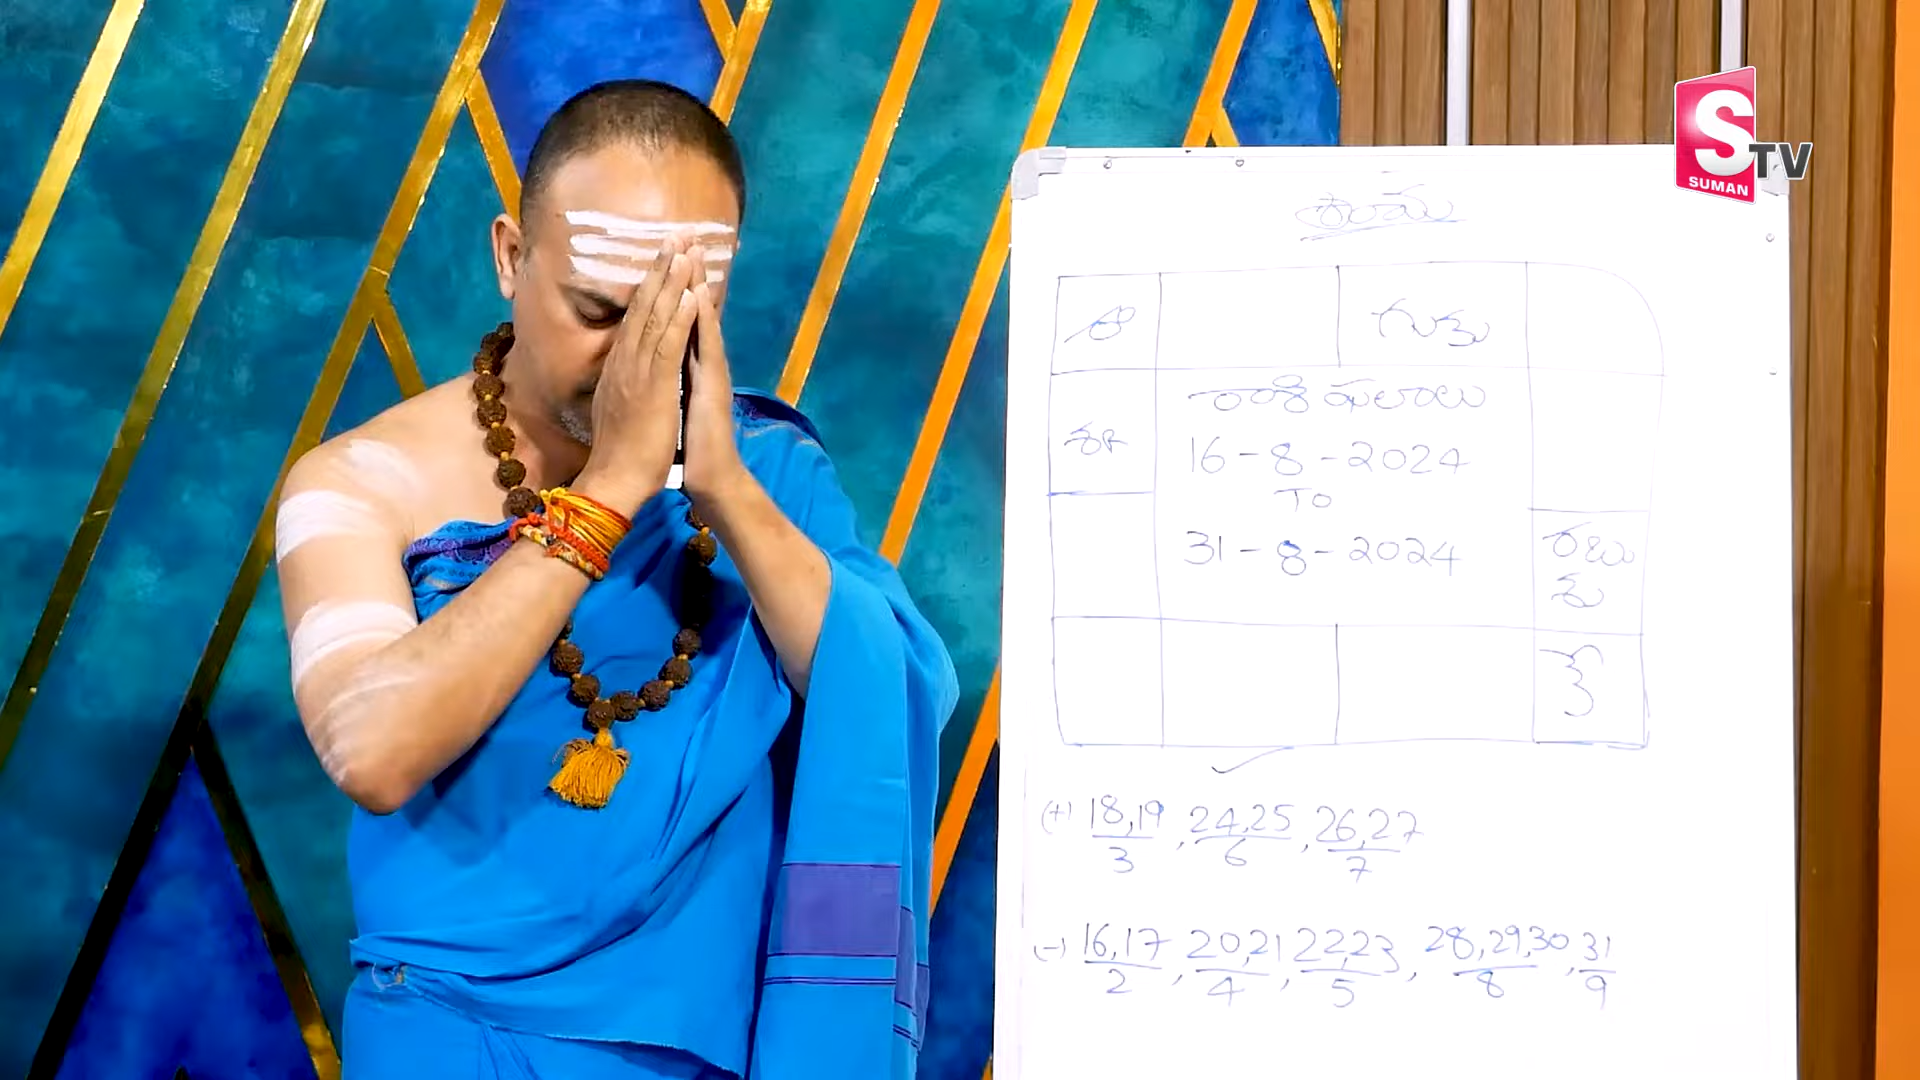 S TV
SUMAN
శ్రీరామ
గురు
రాశి ఫలాలు
శని
16-8-2024
TO
31-8-2024
ర బు
శు
కే
(+) 18,19/3, 24,25/6, 26,27/7
(-) 16,17/2, 20,21/4, 22,23/5, 28,29,30/8, 31/9